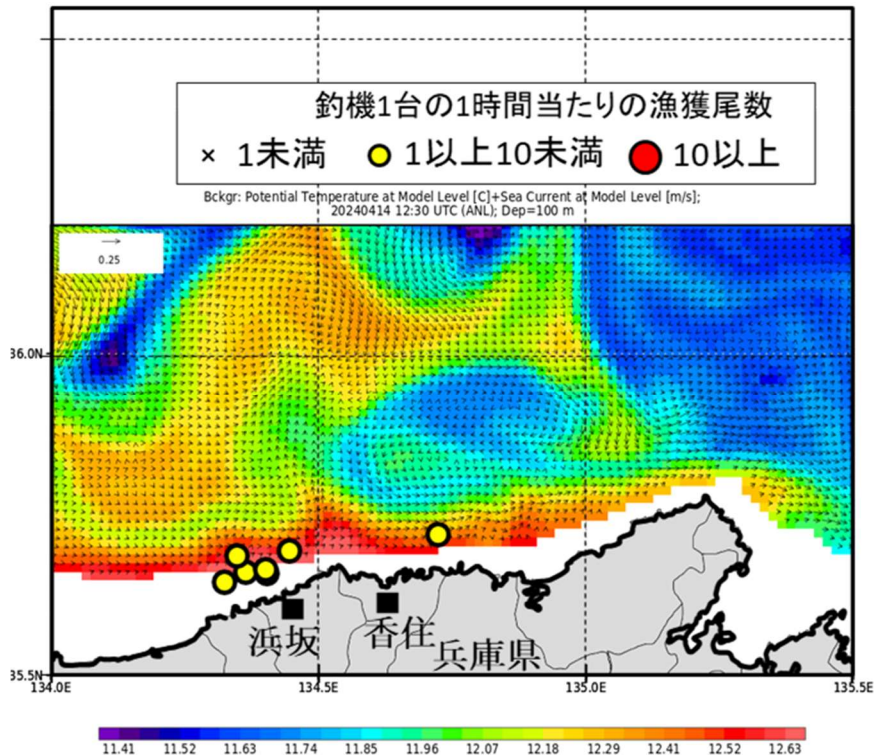 釣機1台の1時間当たりの漁獲尾数
× 1未満 1以上10未満 10以上
Bckgr: Potential Temperature at Model Level [C]+Sea Current at Model Level [m/s];
20240414 12:30 UTC (ANL); Dep=100 m
0.25
36.0N
浜坂
香住
兵庫県
35.5N
134.0E 134.5E 135.0E 135.5E
11.41 11.52 11.63 11.74 11.85 11.96 12.07 12.18 12.29 12.41 12.52 12.63